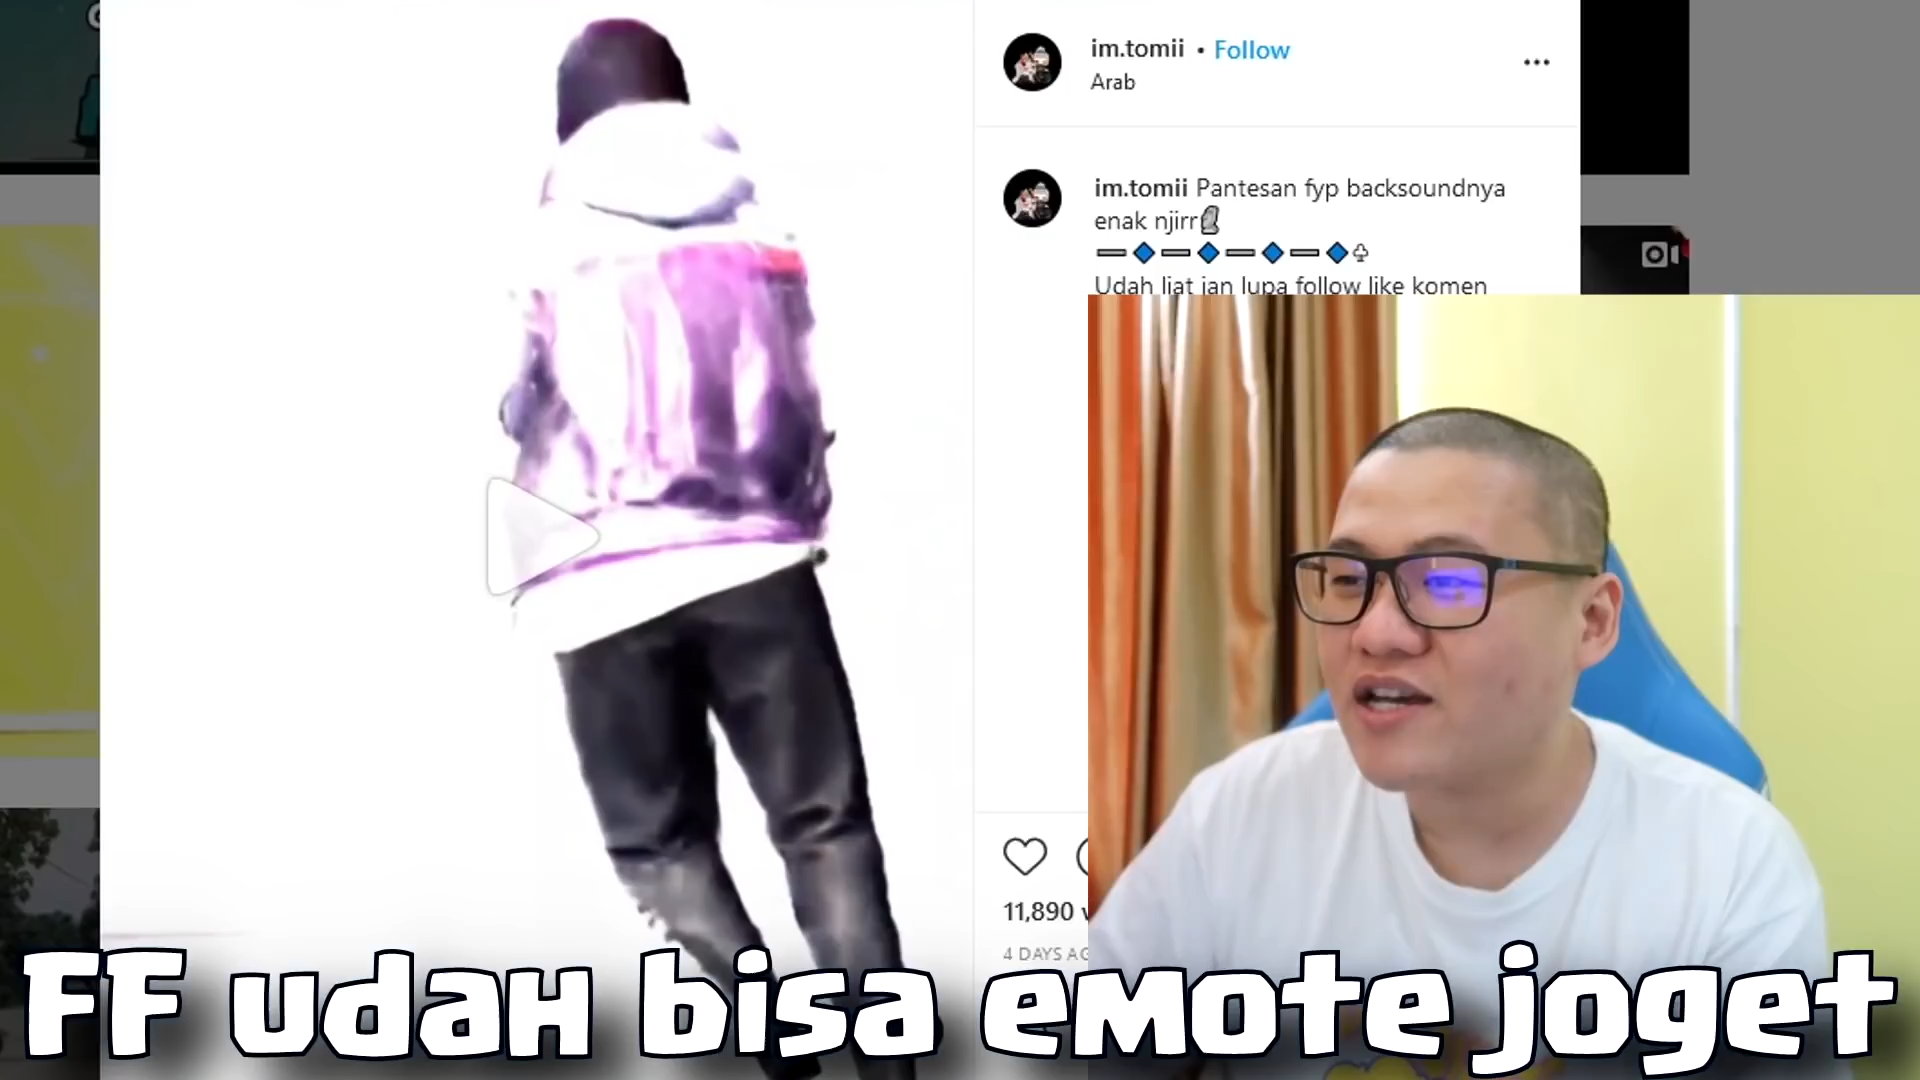 im.tomii • Follow
Arab
im.tomii Pantesan fyp backsoundnya
enak njirr🗿
➖🔷➖🔷➖🔷➖🔷♧
Udah liat jan lupa follow like komen
11,890
4 DAYS AG
FF udah bisa emote joget